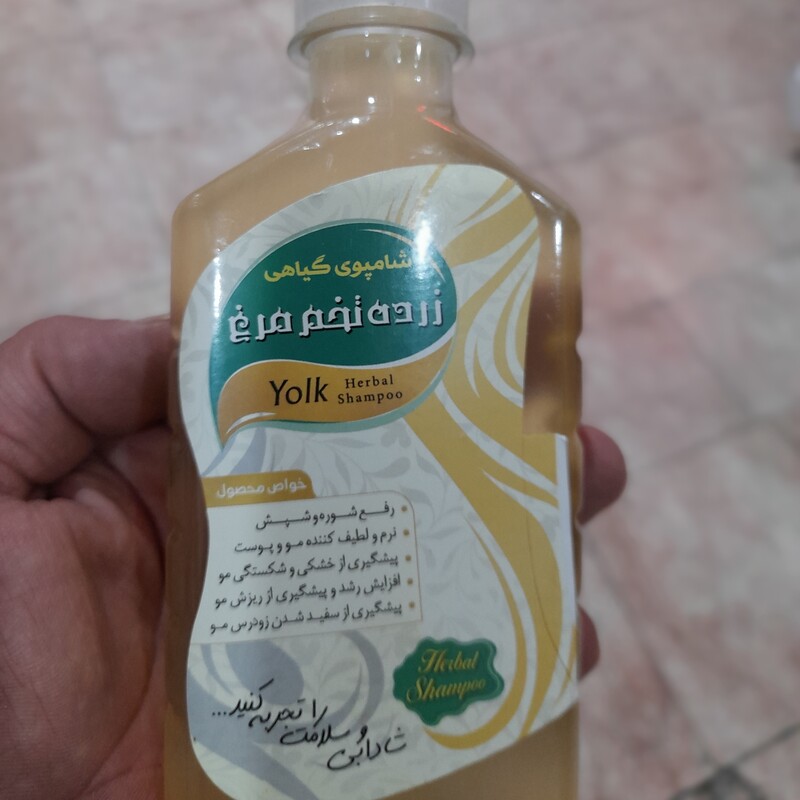 شامپوی گیاهی
زرده تخم مرغ
Yolk Herbal Shampoo
خواص محصول
رفع شوره و شپش
نرم و لطیف کننده مو و پوست
پیشگیری از خشکی و شکستگی مو
افزایش رشد و پیشگیری از ریزش مو
پیشگیری از سفید شدن زودرس مو
Herbal
Shampoo
شادابی و سلامت را تجربه کنید...